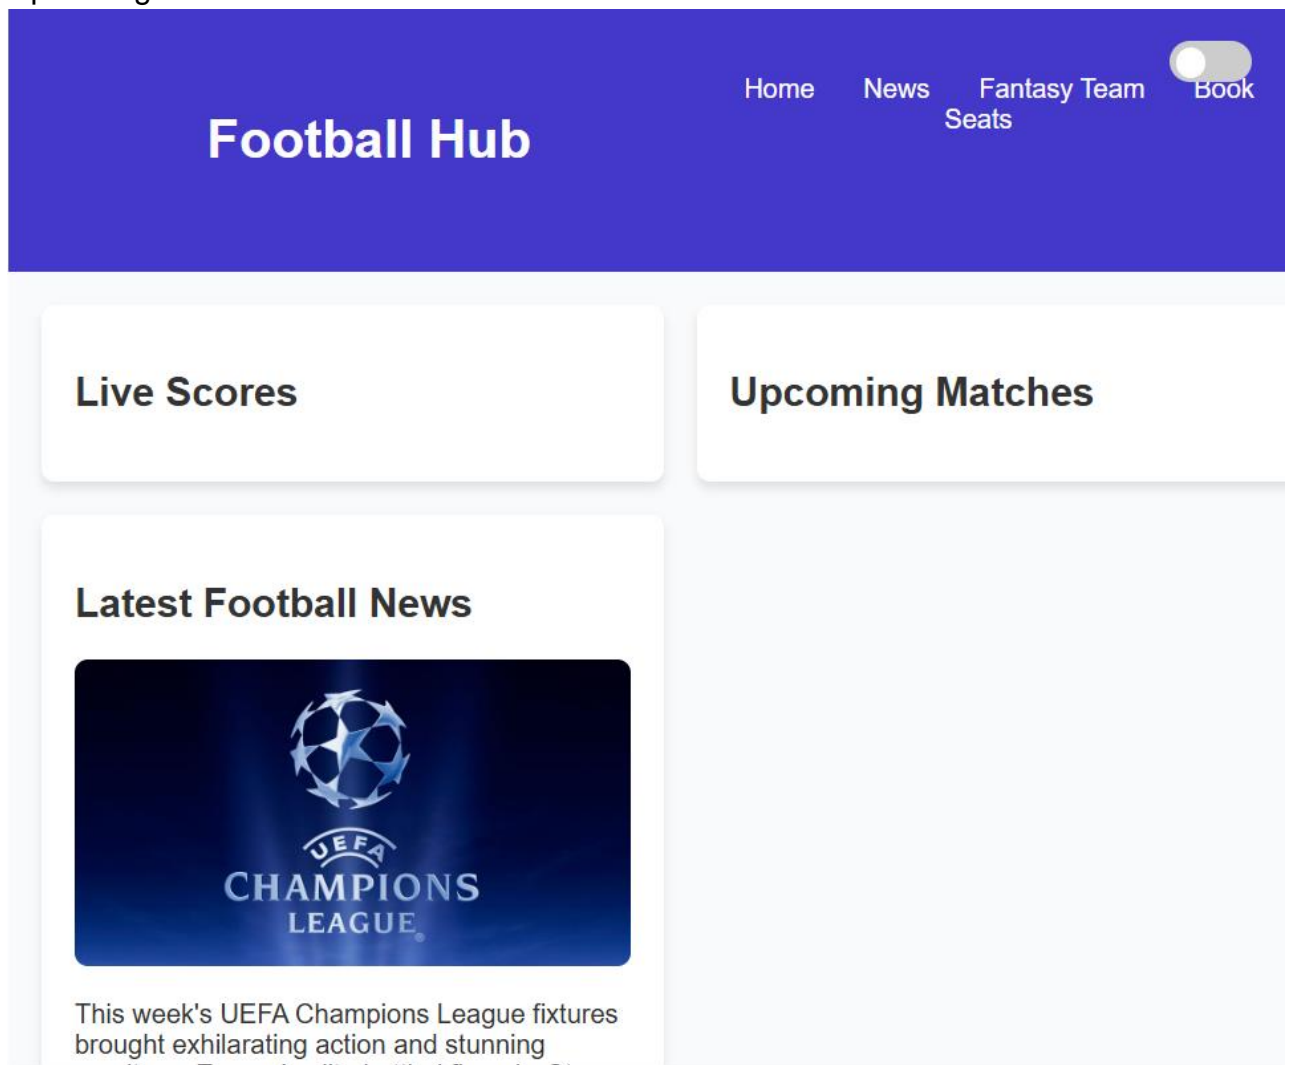 Home News Fantasy Team Book
Seats
Football Hub
Live Scores
Upcoming Matches
Latest Football News
UEFA
CHAMPIONS
LEAGUE®
This week's UEFA Champions League fixtures
brought exhilarating action and stunning